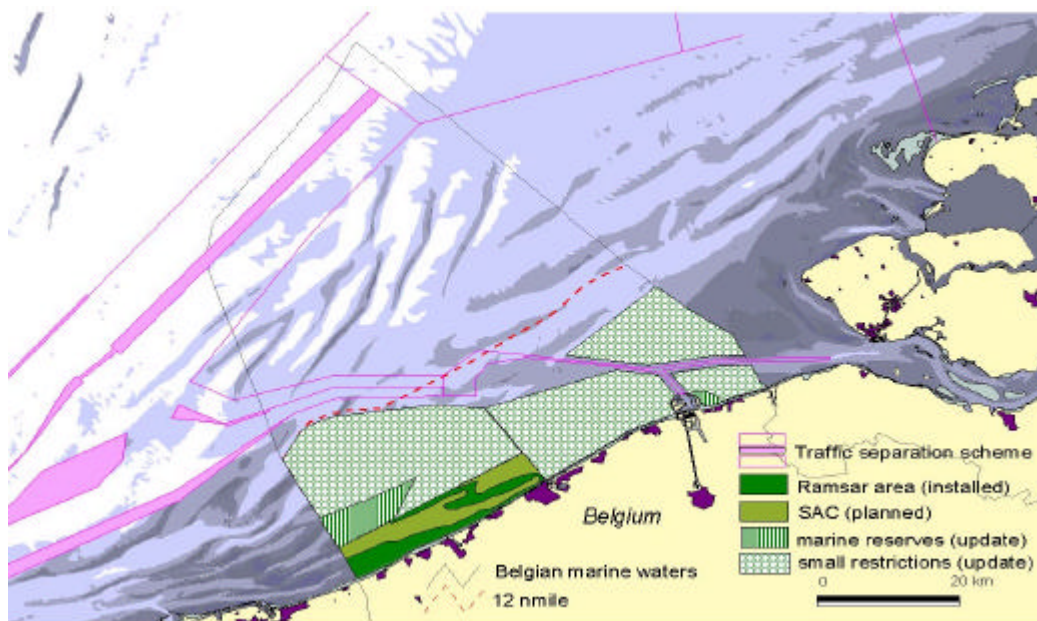 Belgium
Traffic separation scheme
Ramsar area (installed)
SAC (planned)
marine reserves (update)
small restrictions (update)
Belgian marine waters
12 nmile
0 20 km